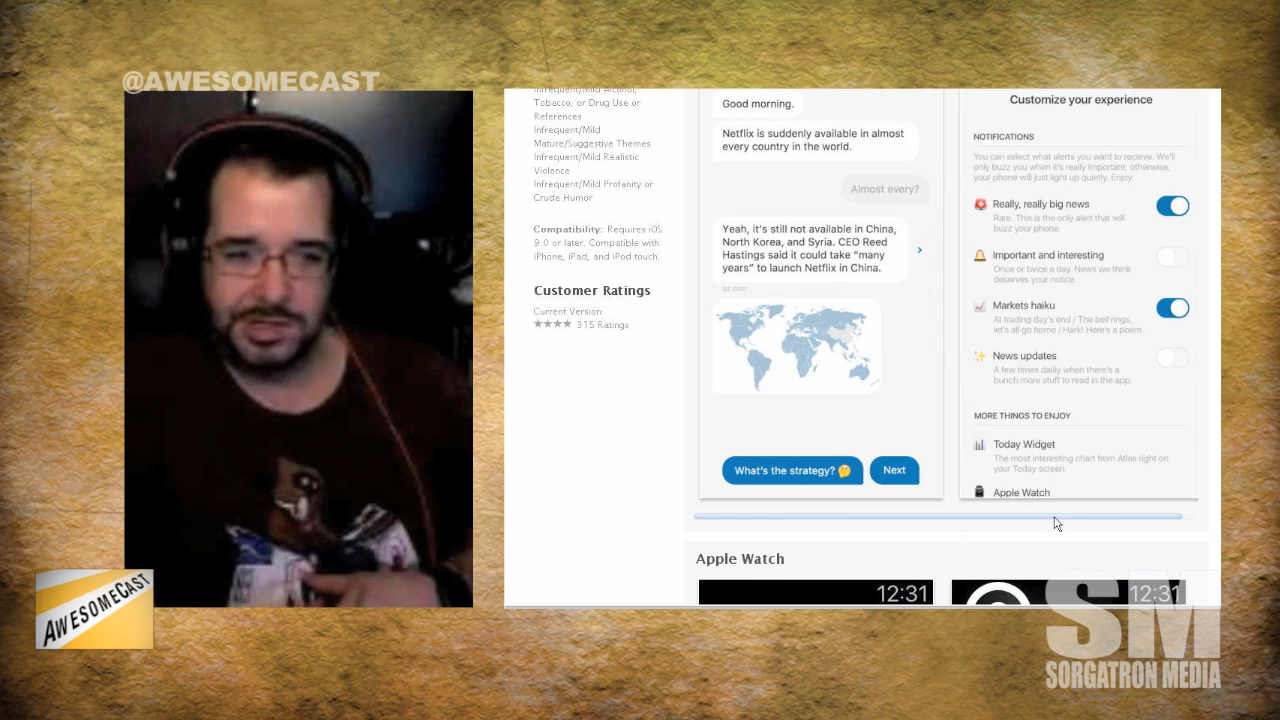 @AWESOMECAST
Infrequent/Mild Alcohol,
Tobacco, or Drug Use or
References
Infrequent/Mild
Mature/Suggestive Themes
Infrequent/Mild Realistic
Violence
Infrequent/Mild Profanity or
Crude Humor
Compatibility: Requires iOS
9.0 or later. Compatible with
iPhone, iPad, and iPod touch.
Customer Ratings
Current Version:
★★★★ 315 Ratings
Good morning.
Netflix is suddenly available in almost
every country in the world.
Almost every?
Yeah, it's still not available in China,
North Korea, and Syria. CEO Reed
Hastings said it could take "many
years" to launch Netflix in China.
qz.com
What's the strategy? 🤔
Next
Customize your experience
NOTIFICATIONS
You can select what alerts you want to recieve. We'll
only buzz you when it's really important; otherwise,
your phone will just light up quietly. Enjoy.
Really, really big news
Rare. This is the only alert that will
buzz your phone.
Important and interesting
Once or twice a day. News we think
deserves your notice.
Markets haiku
At trading day's end / The bell rings,
let's all go home / Hark! Here's a poem
News updates
A few times daily when there's a
bunch more stuff to read in the app.
MORE THINGS TO ENJOY
Today Widget
The most interesting chart from Atlas right on
your Today screen.
Apple Watch
Apple Watch
12:31
12:31
AWESOMECAST
SM
SORGATRON MEDIA